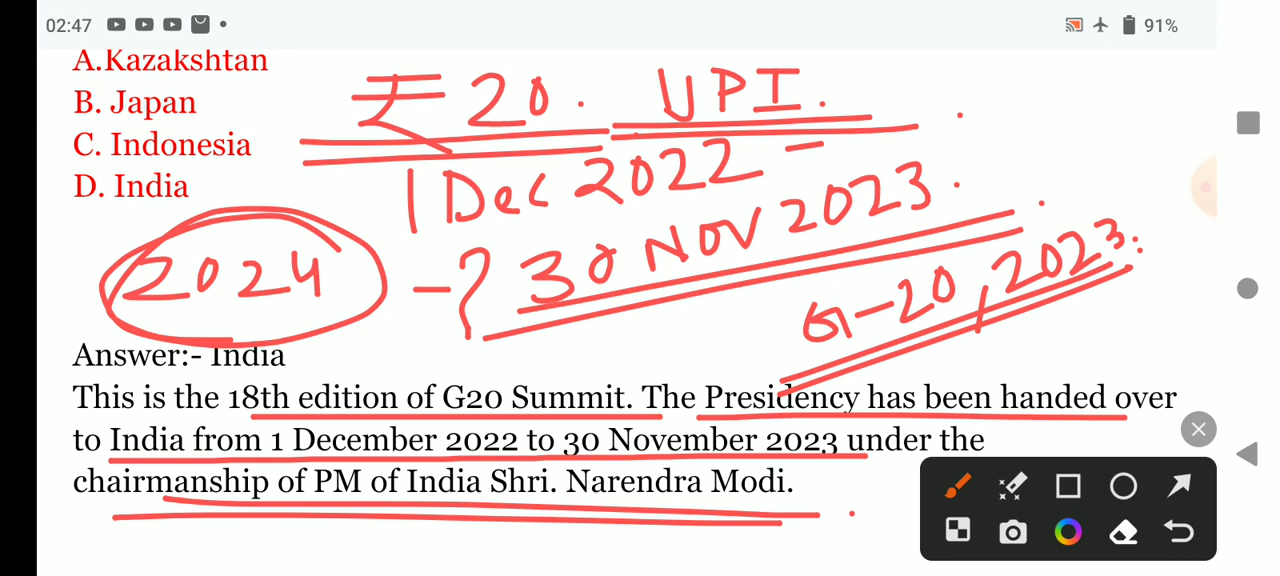 02:47 91%
A.Kazakshtan
B. Japan
C. Indonesia
D. India
₹ 20. UPI.
1 Dec 2022 -
2024 - ? 30 NOV 2023.
G-20, 2023.
Answer:- India
This is the 18th edition of G20 Summit. The Presidency has been handed over
to India from 1 December 2022 to 30 November 2023 under the
chairmanship of PM of India Shri. Narendra Modi.